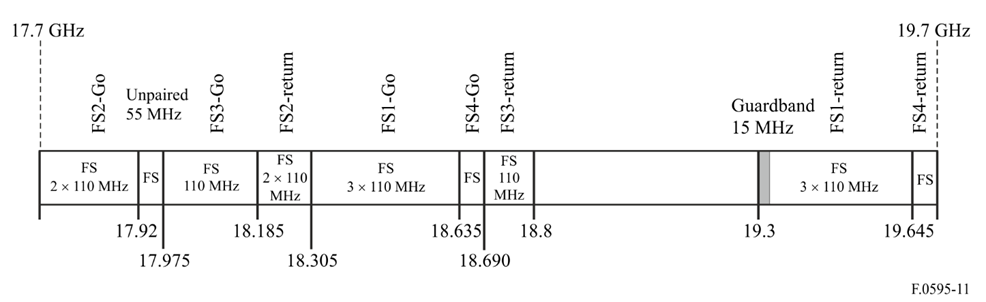 17.7 GHz
19.7 GHz
FS2-Go
Unpaired
55 MHz
FS3-Go
FS2-return
FS1-Go
FS4-Go
FS3-return
Guardband
15 MHz
FS1-return
FS4-return
FS
2 × 110 MHz
FS
FS
110 MHz
FS
2 × 110
MHz
FS
3 × 110 MHz
FS
FS
110
MHz
FS
3 × 110 MHz
FS
17.92
18.185
18.635
18.8
19.3
19.645
17.975
18.305
18.690
F.0595-11